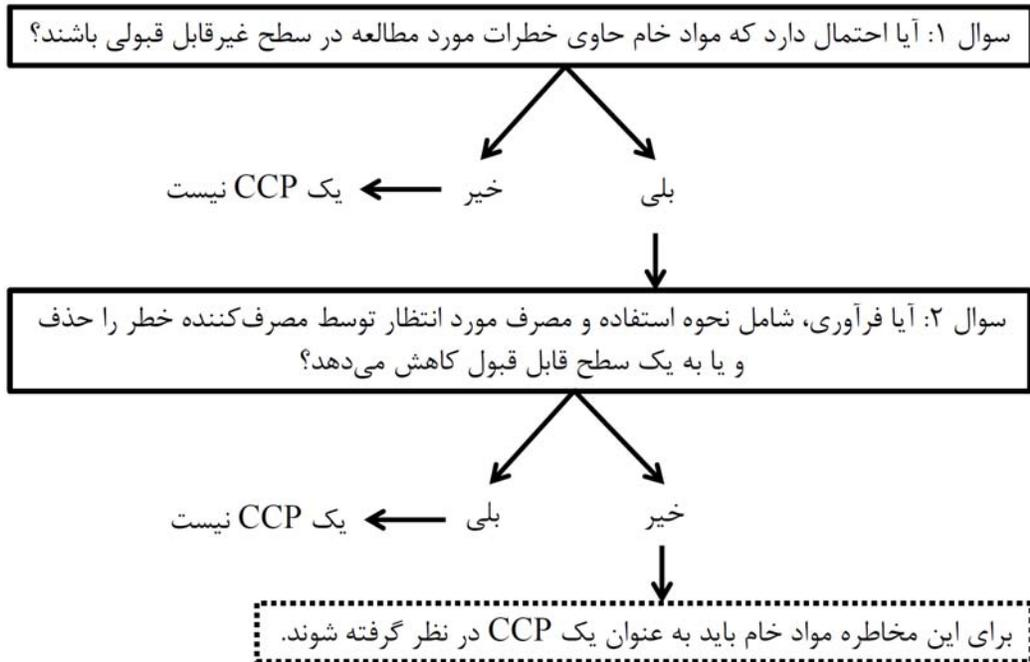 سوال ۱: آیا احتمال دارد که مواد خام حاوی خطرات مورد مطالعه در سطح غیرقابل قبولی باشند؟
بلی
خیر
یک CCP نیست
سوال ۲: آیا فرآوری، شامل نحوه استفاده و مصرف مورد انتظار توسط مصرف‌کننده خطر را حذف
و یا به یک سطح قابل قبول کاهش می‌دهد؟
خیر
بلی
یک CCP نیست
برای این مخاطره مواد خام باید به عنوان یک CCP در نظر گرفته شوند.